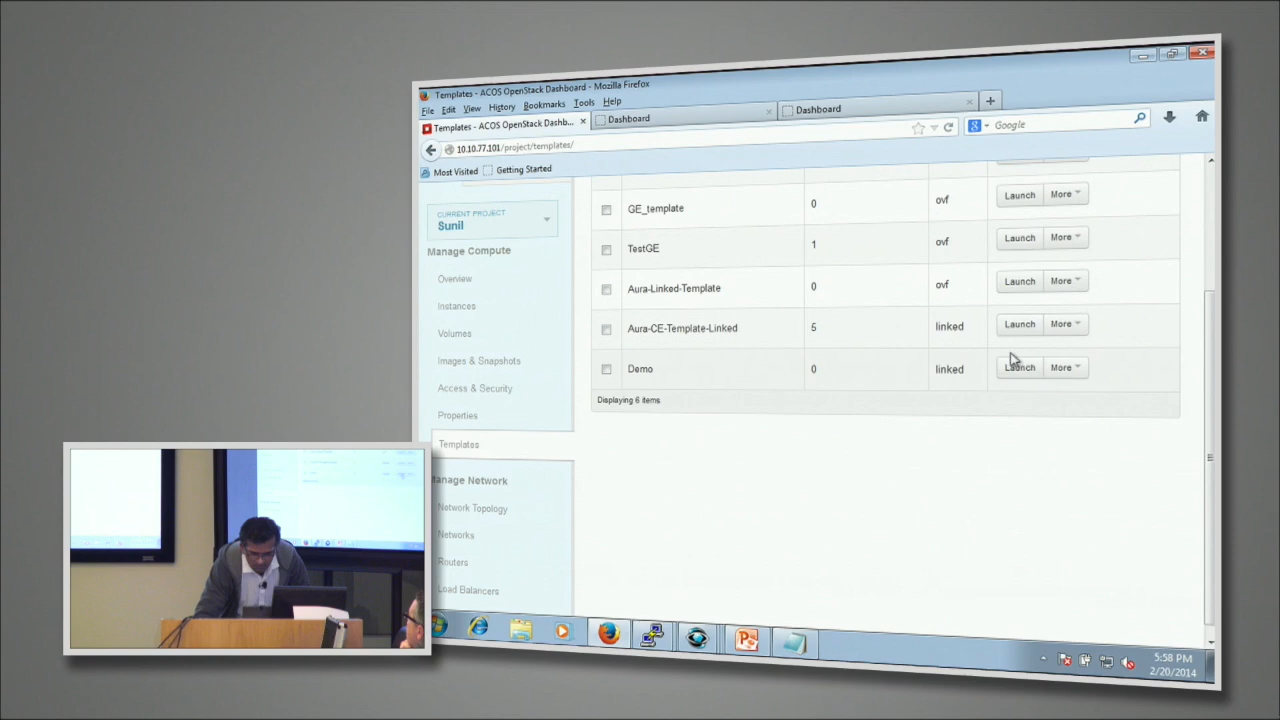 Templates - ACOS OpenStack Dashboard - Mozilla Firefox
File Edit View History Bookmarks Tools Help
Templates - ACOS OpenStack Dashb... Dashboard Dashboard
10.10.77.101/project/templates/ Google
Most Visited Getting Started
CURRENT PROJECT
Sunil
Manage Compute
Overview
Instances
Volumes
Images & Snapshots
Access & Security
Properties
Templates
Manage Network
Network Topology
Networks
Routers
Load Balancers
GE_template 0 ovf Launch More
TestGE 1 ovf Launch More
Aura-Linked-Template 0 ovf Launch More
Aura-CE-Template-Linked 5 linked Launch More
Demo 0 linked Launch More
Displaying 6 items
5:58 PM
2/20/2014